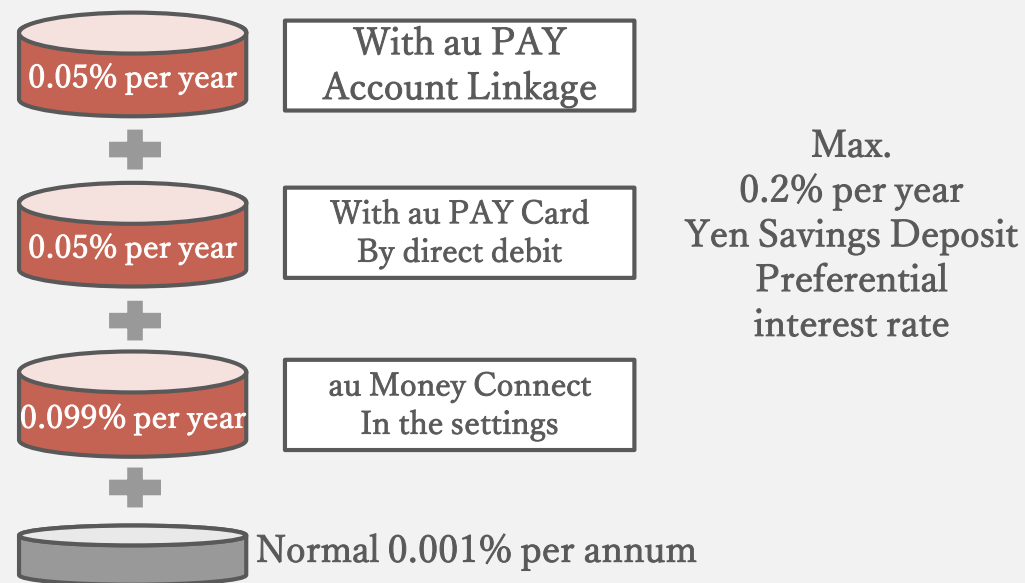 0.05% per year
With au PAY
Account Linkage
0.05% per year
With au PAY Card
By direct debit
Max.
0.2% per year
Yen Savings Deposit
Preferential
interest rate
0.099% per year
au Money Connect
In the settings
Normal 0.001% per annum